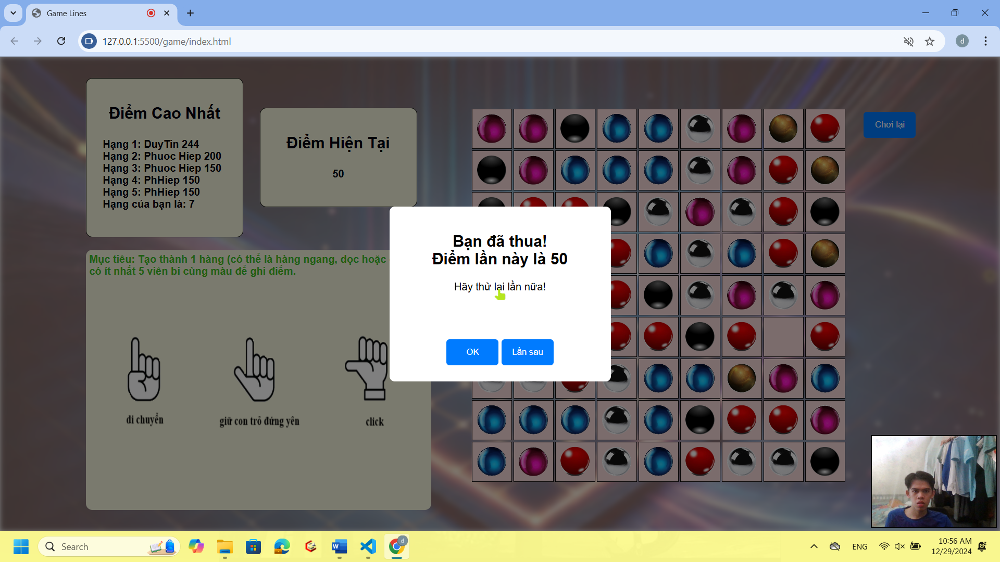 Game Lines
127.0.0.1:5500/game/index.html
d
Điểm Cao Nhất
Hạng 1: DuyTin 244
Hạng 2: Phuoc Hiep 200
Hạng 3: Phuoc Hiep 150
Hạng 4: PhHiep 150
Hạng 5: PhHiep 150
Hạng của bạn là: 7
Điểm Hiện Tại
50
Chơi lại
Mục tiêu: Tạo thành 1 hàng (có thể là hàng ngang, dọc hoặc
có ít nhất 5 viên bi cùng màu để ghi điểm.
di chuyển
giữ con trỏ đứng yên
click
Bạn đã thua!
Điểm lần này là 50
Hãy thử lại lần nữa!
OK
Lần sau
Search
d
ENG
10:56 AM
12/29/2024